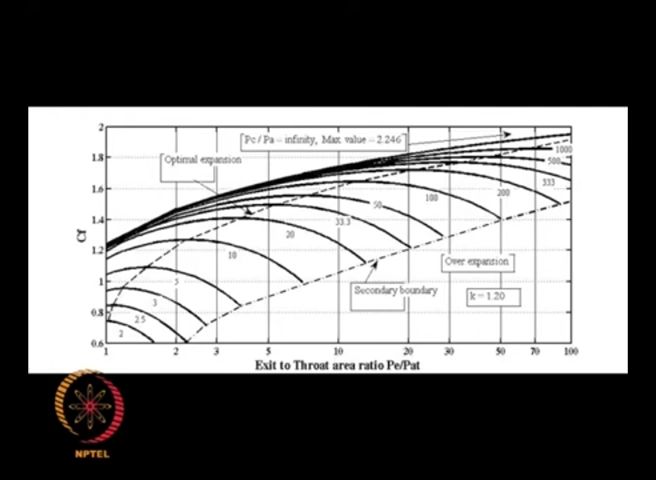 2
Pc / Pa - infinity, Max value - 2.246
1000
1.8
Optimal expansion
500
333
1.6
50
100
200
Cf
1.4
33.3
20
1.2
10
Over expansion
1
5
Secondary boundary
k = 1.20
3
0.8
2.5
2
0.6
1 2 3 5 10 20 30 50 70 100
Exit to Throat area ratio Pe/Pat
NPTEL